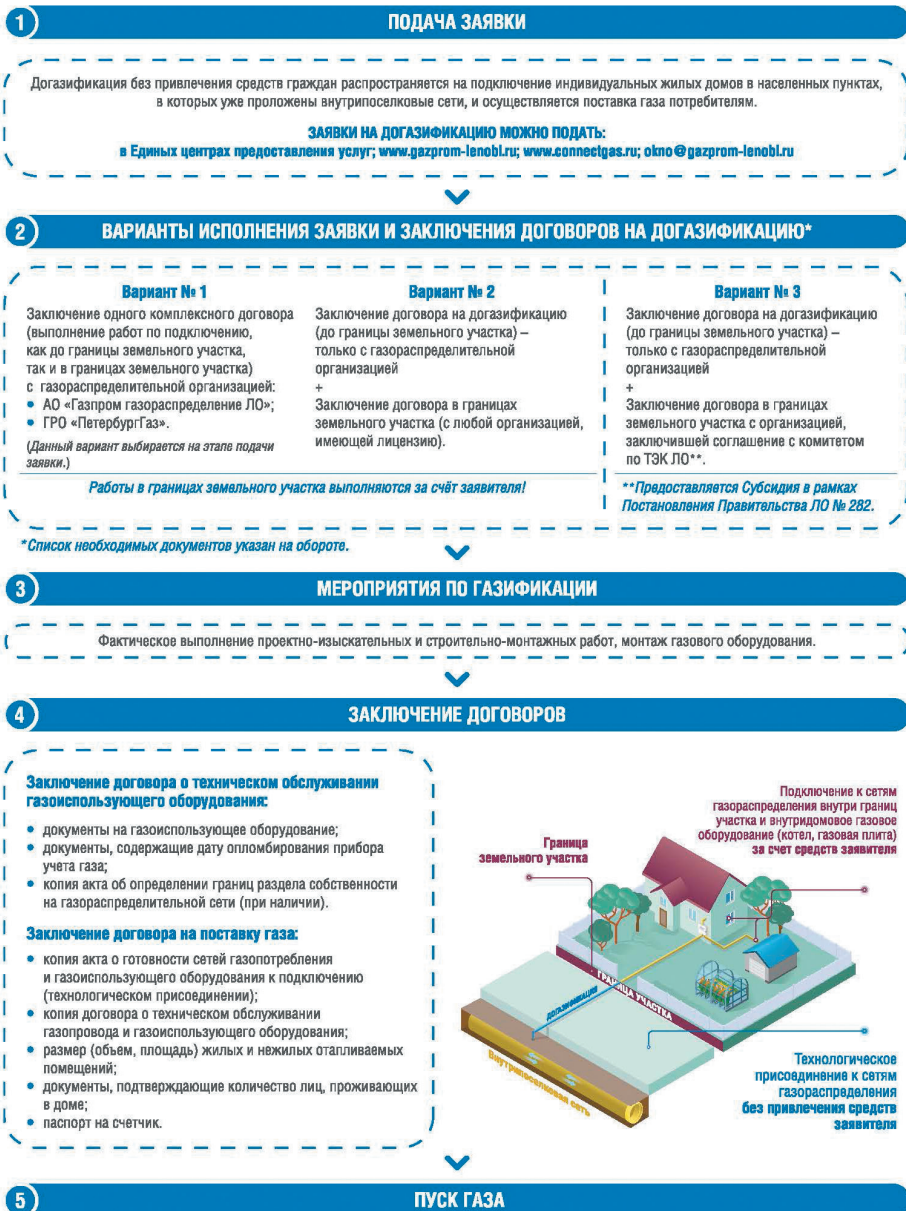 1
ПОДАЧА ЗАЯВКИ
Догазификация без привлечения средств граждан распространяется на подключение индивидуальных жилых домов в населенных пунктах,
в которых уже проложены внутрипоселковые сети, и осуществляется поставка газа потребителям.
ЗАЯВКИ НА ДОГАЗИФИКАЦИЮ МОЖНО ПОДАТЬ:
в Единых центрах предоставления услуг; www.gazprom-lenobl.ru; www.connectgas.ru; okno@gazprom-lenobl.ru
2
ВАРИАНТЫ ИСПОЛНЕНИЯ ЗАЯВКИ И ЗАКЛЮЧЕНИЯ ДОГОВОРОВ НА ДОГАЗИФИКАЦИЮ*
Вариант № 1
Заключение одного комплексного договора
(выполнение работ по подключению,
как до границы земельного участка,
так и в границах земельного участка)
с газораспределительной организацией:
• АО «Газпром газораспределение ЛО»;
• ГРО «ПетербургГаз».
(Данный вариант выбирается на этапе подачи
заявки.)
Вариант № 2
Заключение договора на догазификацию
(до границы земельного участка) –
только с газораспределительной
организацией
+
Заключение договора в границах
земельного участка (с любой организацией,
имеющей лицензию).
Работы в границах земельного участка выполняются за счёт заявителя!
Вариант № 3
Заключение договора на догазификацию
(до границы земельного участка) –
только с газораспределительной
организацией
+
Заключение договора в границах
земельного участка с организацией,
заключившей соглашение с комитетом
по ТЭК ЛО**.
**Предоставляется Субсидия в рамках
Постановления Правительства ЛО № 282.
*Список необходимых документов указан на обороте.
3
МЕРОПРИЯТИЯ ПО ГАЗИФИКАЦИИ
Фактическое выполнение проектно-изыскательных и строительно-монтажных работ, монтаж газового оборудования.
4
ЗАКЛЮЧЕНИЕ ДОГОВОРОВ
Заключение договора о техническом обслуживании
газоиспользующего оборудования:
• документы на газоиспользующее оборудование;
• документы, содержащие дату опломбирования прибора
учета газа;
• копия акта об определении границ раздела собственности
на газораспределительной сети (при наличии).
Заключение договора на поставку газа:
• копия акта о готовности сетей газопотребления
и газоиспользующего оборудования к подключению
(технологическом присоединении);
• копия договора о техническом обслуживании
газопровода и газоиспользующего оборудования;
• размер (объем, площадь) жилых и нежилых отапливаемых
помещений;
• документы, подтверждающие количество лиц, проживающих
в доме;
• паспорт на счетчик.
Подключение к сетям
газораспределения внутри границ
участка и внутридомовое газовое
оборудование (котел, газовая плита)
за счет средств заявителя
Граница
земельного участка
ГРАНИЦА УЧАСТКА
ДОГАЗИФИКАЦИЯ
Внутрипоселковая сеть
Технологическое
присоединение к сетям
газораспределения
без привлечения средств
заявителя
5
ПУСК ГАЗА